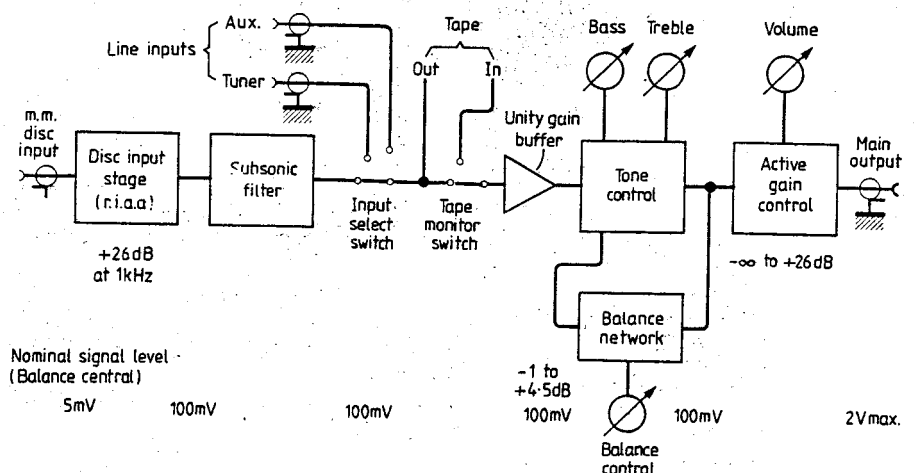 Line inputs
Aux.
Tuner
Tape
Out
In
Bass
Treble
Volume
m.m.
disc
input
Disc input
stage
(r.i.a.a)
+26dB
at 1kHz
Subsonic
filter
Input
select
switch
Tape
monitor
switch
Unity gain
buffer
Tone
control
Active
gain
control
Main
output
-∞ to +26dB
Balance
network
-1 to
+4·5dB
Balance
control
Nominal signal level
(Balance central)
5mV
100mV
100mV
100mV
100mV
2Vmax.